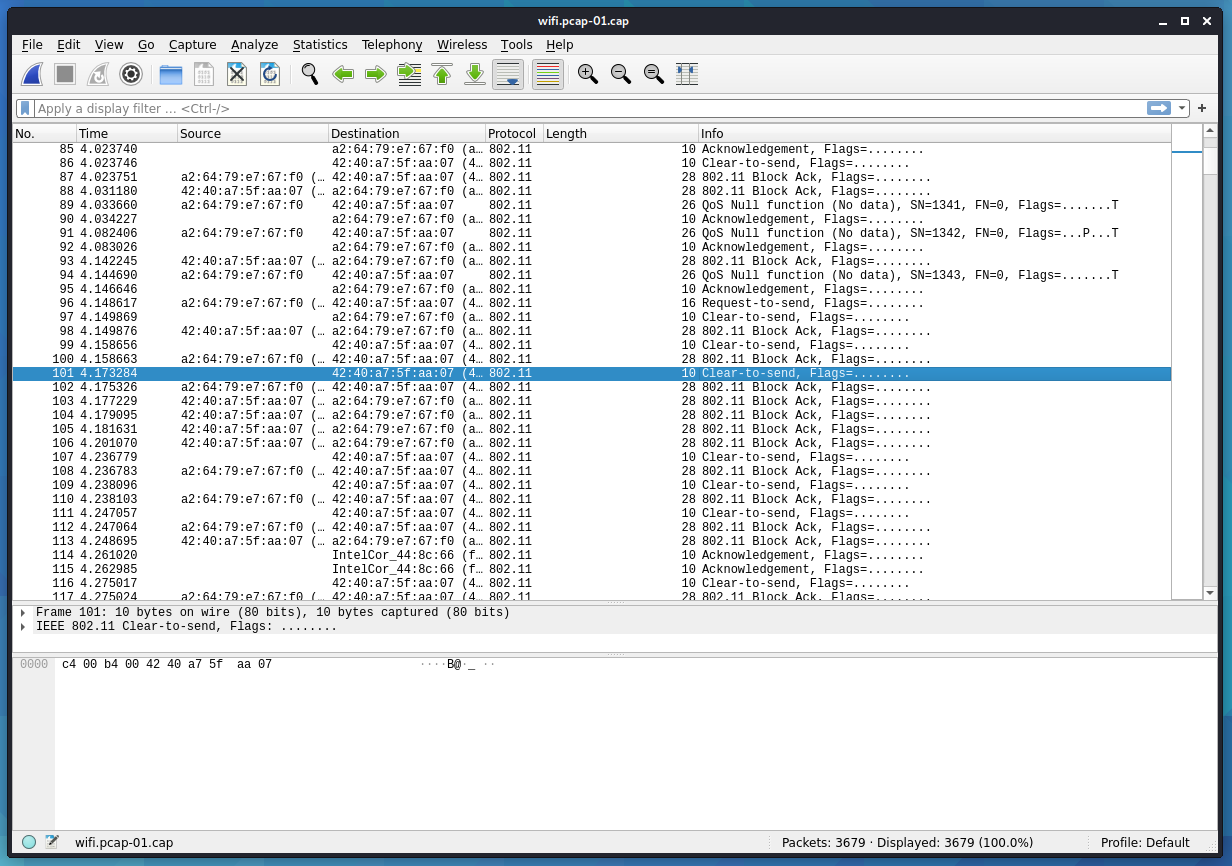 wifi.pcap-01.cap
File Edit View Go Capture Analyze Statistics Telephony Wireless Tools Help
Apply a display filter ... <Ctrl-/>
No. Time Source Destination Protocol Length Info
85 4.023740 a2:64:79:e7:67:f0 (a… 802.11 10 Acknowledgement, Flags=........
86 4.023746 42:40:a7:5f:aa:07 (4… 802.11 10 Clear-to-send, Flags=........
87 4.023751 a2:64:79:e7:67:f0 (… 42:40:a7:5f:aa:07 (4… 802.11 28 802.11 Block Ack, Flags=........
88 4.031180 42:40:a7:5f:aa:07 (… a2:64:79:e7:67:f0 (a… 802.11 28 802.11 Block Ack, Flags=........
89 4.033660 a2:64:79:e7:67:f0 42:40:a7:5f:aa:07 802.11 26 QoS Null function (No data), SN=1341, FN=0, Flags=.......T
90 4.034227 a2:64:79:e7:67:f0 (a… 802.11 10 Acknowledgement, Flags=........
91 4.082406 a2:64:79:e7:67:f0 42:40:a7:5f:aa:07 802.11 26 QoS Null function (No data), SN=1342, FN=0, Flags=...P...T
92 4.083026 a2:64:79:e7:67:f0 (a… 802.11 10 Acknowledgement, Flags=........
93 4.142245 42:40:a7:5f:aa:07 (… a2:64:79:e7:67:f0 (a… 802.11 28 802.11 Block Ack, Flags=........
94 4.144690 a2:64:79:e7:67:f0 42:40:a7:5f:aa:07 802.11 26 QoS Null function (No data), SN=1343, FN=0, Flags=.......T
95 4.146646 a2:64:79:e7:67:f0 (a… 802.11 10 Acknowledgement, Flags=........
96 4.148617 a2:64:79:e7:67:f0 (… 42:40:a7:5f:aa:07 (4… 802.11 16 Request-to-send, Flags=........
97 4.149869 a2:64:79:e7:67:f0 (a… 802.11 10 Clear-to-send, Flags=........
98 4.149876 42:40:a7:5f:aa:07 (… a2:64:79:e7:67:f0 (a… 802.11 28 802.11 Block Ack, Flags=........
99 4.158656 42:40:a7:5f:aa:07 (4… 802.11 10 Clear-to-send, Flags=........
100 4.158663 a2:64:79:e7:67:f0 (… 42:40:a7:5f:aa:07 (4… 802.11 28 802.11 Block Ack, Flags=........
101 4.173284 42:40:a7:5f:aa:07 (4… 802.11 10 Clear-to-send, Flags=........
102 4.175326 a2:64:79:e7:67:f0 (… 42:40:a7:5f:aa:07 (4… 802.11 28 802.11 Block Ack, Flags=........
103 4.177229 42:40:a7:5f:aa:07 (… a2:64:79:e7:67:f0 (a… 802.11 28 802.11 Block Ack, Flags=........
104 4.179095 42:40:a7:5f:aa:07 (… a2:64:79:e7:67:f0 (a… 802.11 28 802.11 Block Ack, Flags=........
105 4.181631 42:40:a7:5f:aa:07 (… a2:64:79:e7:67:f0 (a… 802.11 28 802.11 Block Ack, Flags=........
106 4.201070 42:40:a7:5f:aa:07 (… a2:64:79:e7:67:f0 (a… 802.11 28 802.11 Block Ack, Flags=........
107 4.236779 42:40:a7:5f:aa:07 (4… 802.11 10 Clear-to-send, Flags=........
108 4.236783 a2:64:79:e7:67:f0 (… 42:40:a7:5f:aa:07 (4… 802.11 28 802.11 Block Ack, Flags=........
109 4.238096 42:40:a7:5f:aa:07 (4… 802.11 10 Clear-to-send, Flags=........
110 4.238103 a2:64:79:e7:67:f0 (… 42:40:a7:5f:aa:07 (4… 802.11 28 802.11 Block Ack, Flags=........
111 4.247057 42:40:a7:5f:aa:07 (4… 802.11 10 Clear-to-send, Flags=........
112 4.247064 a2:64:79:e7:67:f0 (… 42:40:a7:5f:aa:07 (4… 802.11 28 802.11 Block Ack, Flags=........
113 4.248695 42:40:a7:5f:aa:07 (… a2:64:79:e7:67:f0 (a… 802.11 28 802.11 Block Ack, Flags=........
114 4.261020 IntelCor_44:8c:66 (f… 802.11 10 Acknowledgement, Flags=........
115 4.262985 IntelCor_44:8c:66 (f… 802.11 10 Acknowledgement, Flags=........
116 4.275017 42:40:a7:5f:aa:07 (4… 802.11 10 Clear-to-send, Flags=........
117 4.275024 a2:64:79:e7:67:f0 (… 42:40:a7:5f:aa:07 (4… 802.11 28 802.11 Block Ack, Flags=........
Frame 101: 10 bytes on wire (80 bits), 10 bytes captured (80 bits)
IEEE 802.11 Clear-to-send, Flags: ........
0000 c4 00 b4 00 42 40 a7 5f aa 07 ····B@·_ ··
wifi.pcap-01.cap Packets: 3679 · Displayed: 3679 (100.0%) Profile: Default